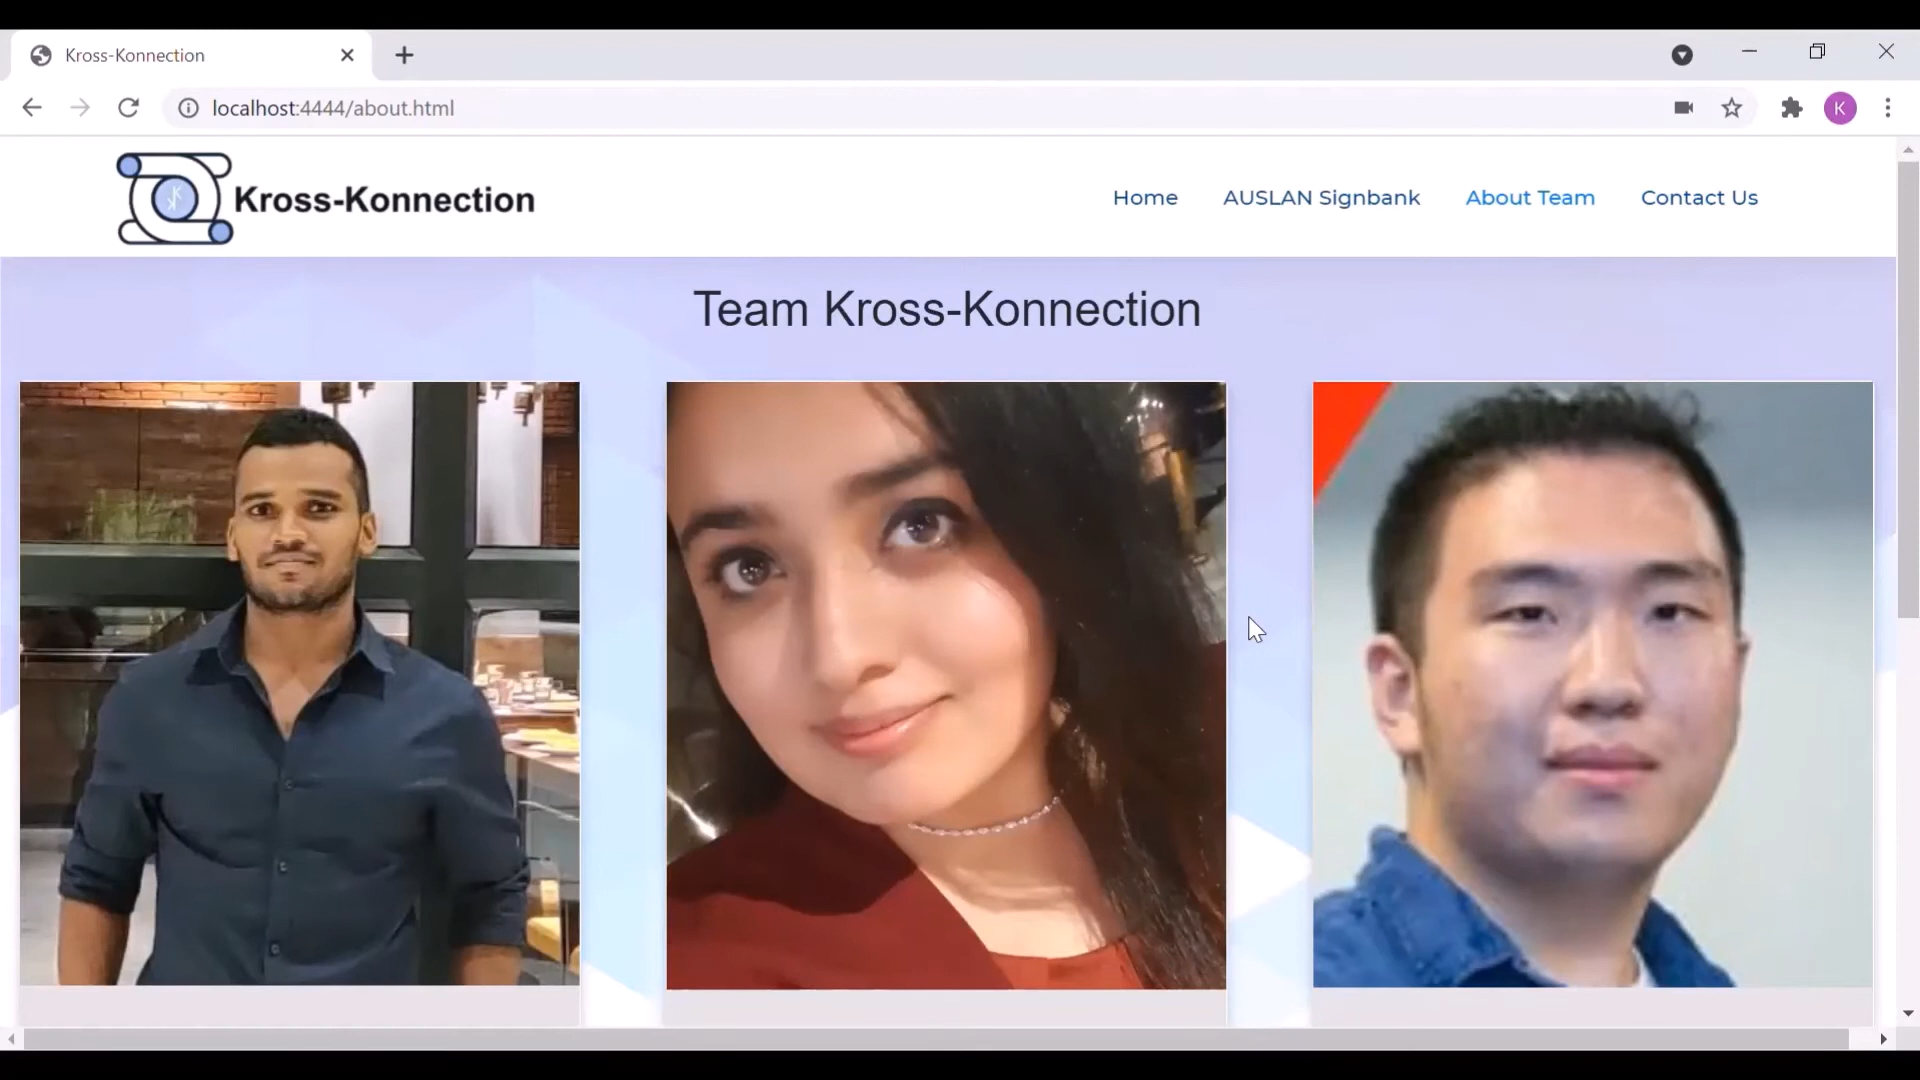 Kross-Konnection
localhost:4444/about.html
K
Kross-Konnection
Home
AUSLAN Signbank
About Team
Contact Us
Team Kross-Konnection